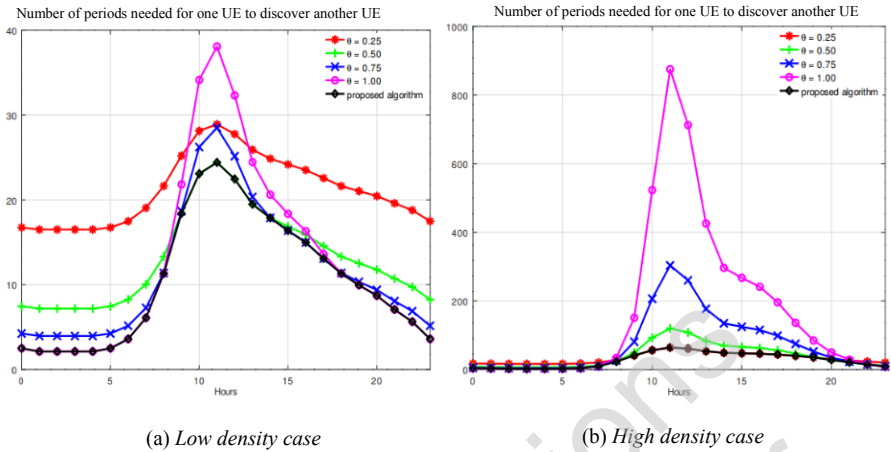 Number of periods needed for one UE to discover another UE
40
30
20
10
0
0
5
10
15
20
Hours
θ = 0.25
θ = 0.50
θ = 0.75
θ = 1.00
proposed algorithm
(a) Low density case
Number of periods needed for one UE to discover another UE
1000
800
600
400
200
0
0
5
10
15
20
Hours
θ = 0.25
θ = 0.50
θ = 0.75
θ = 1.00
proposed algorithm
(b) High density case
ions